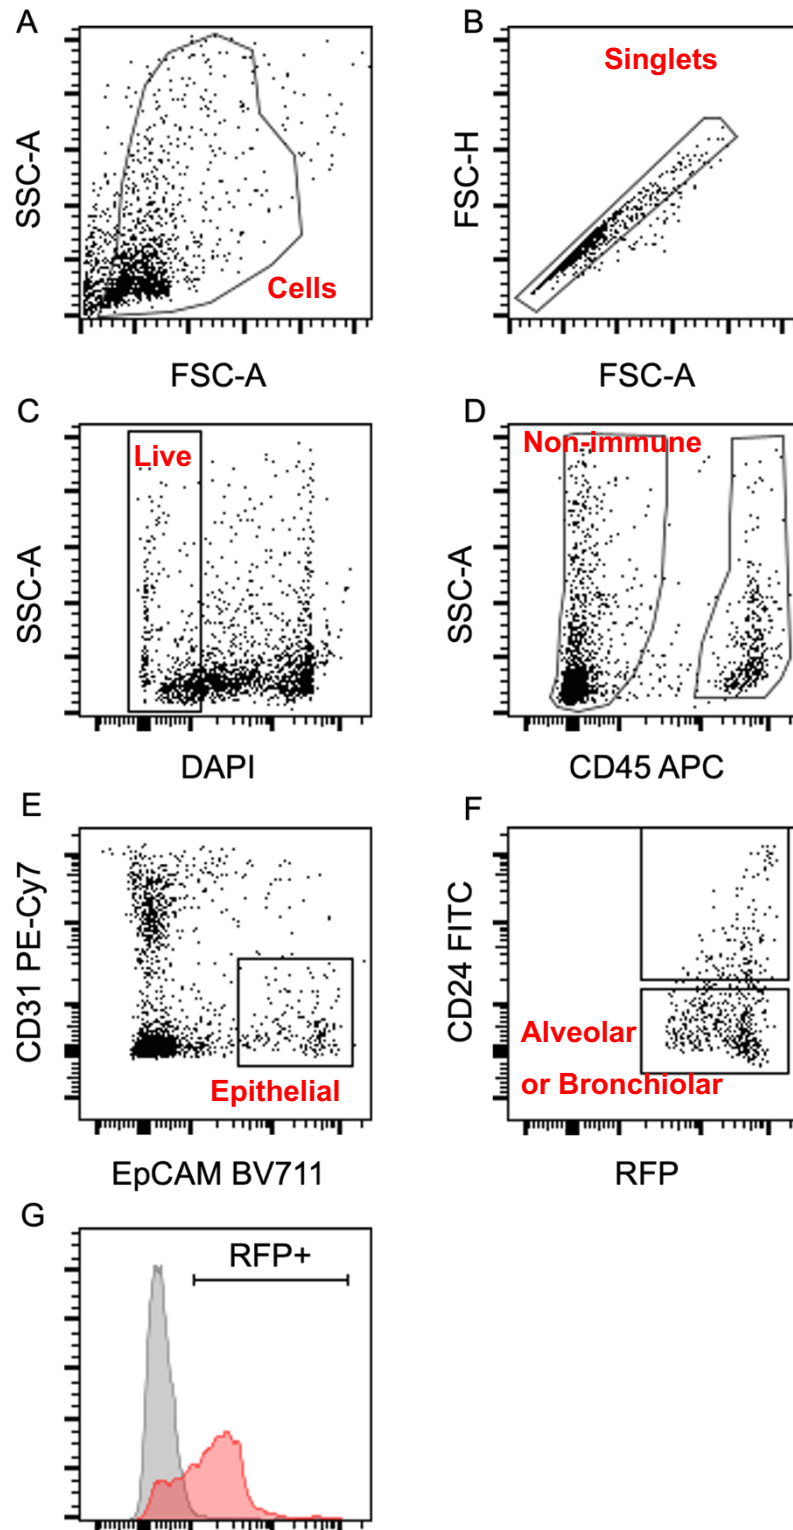 A
SSC-A
Cells
FSC-A
B
FSC-H
Singlets
FSC-A
C
SSC-A
Live
DAPI
D
SSC-A
Non-immune
CD45 APC
E
CD31 PE-Cy7
Epithelial
EpCAM BV711
F
CD24 FITC
Alveolar
or Bronchiolar
RFP
G
RFP+